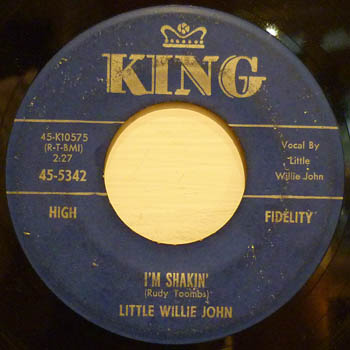 K
KING
45-K10575
(R-T-BMI)
2:27
45-5342
Vocal By
Little
Willie John
HIGH
FIDELITY
I'M SHAKIN'
(Rudy Toombs)
LITTLE WILLIE JOHN